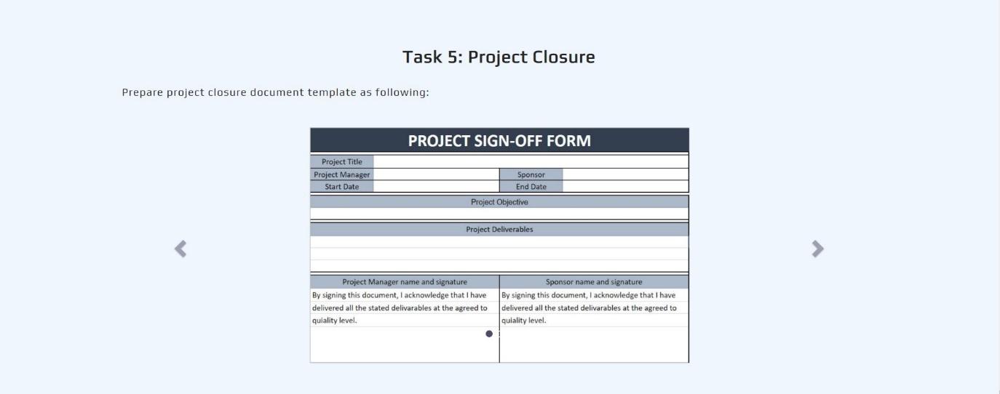 Task 5: Project Closure
Prepare project closure document template as following:
PROJECT SIGN-OFF FORM
Project Title
Project Manager
Sponsor
Start Date
End Date
Project Objective
Project Deliverables
Project Manager name and signature
Sponsor name and signature
By signing this document, I acknowledge that I have
delivered all the stated delivarables at the agreed to
quiality level.
By signing this document, I acknowledge that I have
delivered all the stated delivarables at the agreed to
quiality level.